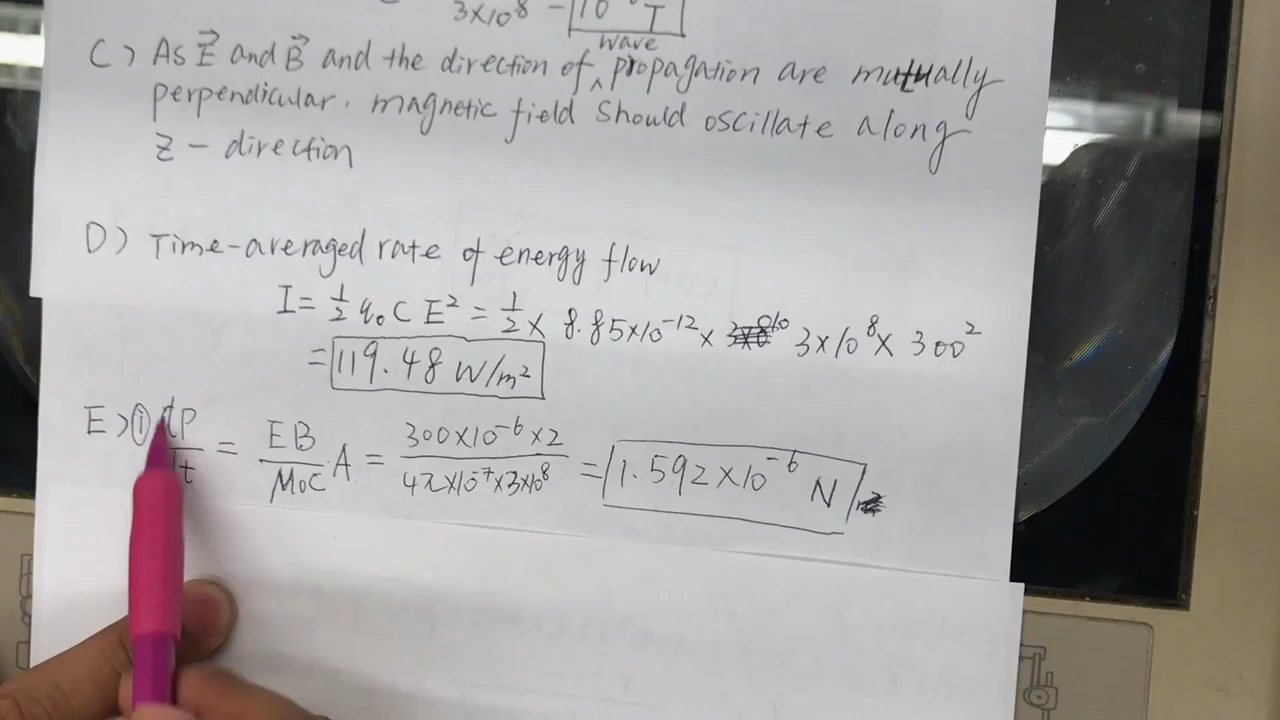 3×10⁸ = 10 T
C) As E⃗ and B⃗ and the direction of ^wave propagation are mutually
perpendicular. magnetic field should oscillate along
z - direction
D) Time-averaged rate of energy flow
I = 1/2 ε₀ C E² = 1/2 × 8.85×10⁻¹² × 3×10⁸ × 300²
= 119.48 W/m²
E) ① dP/dt = EB/M₀C · A = 300×10⁻⁶×2 / 4π×10⁻⁷×3×10⁸ = 1.592×10⁻⁶ N